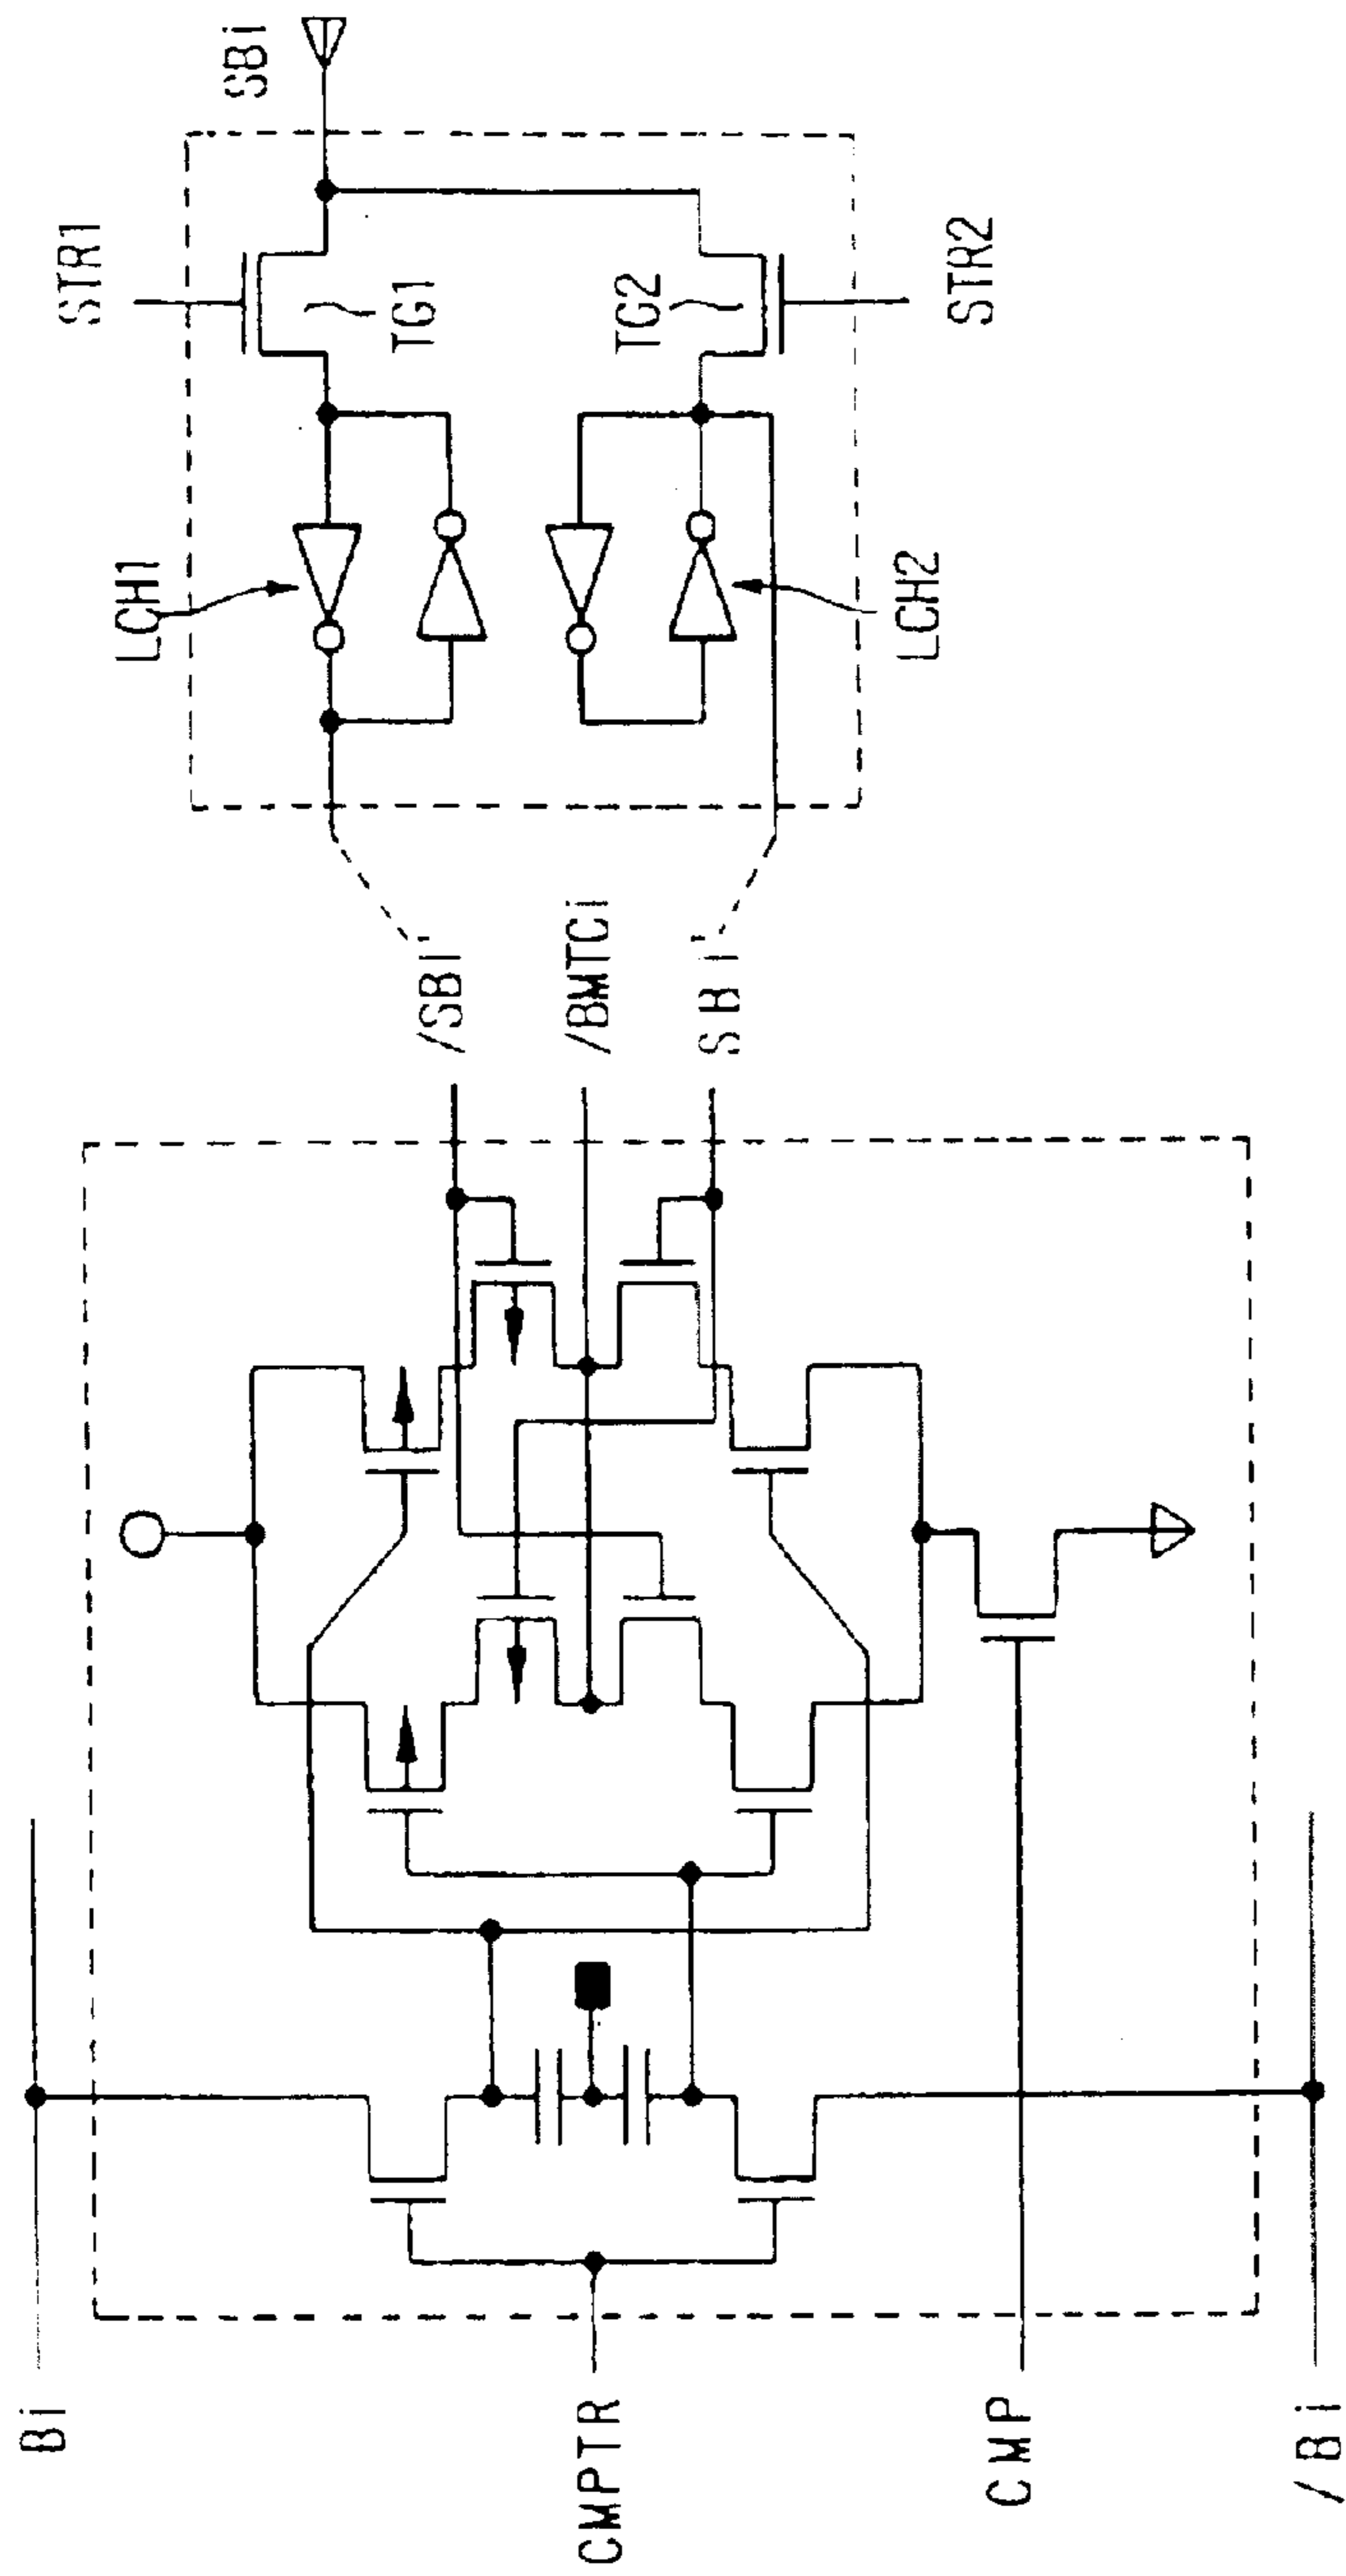 SBi
STR1
TG1
TG2
STR2
LCH1
LCH2
/SBi'
/BMTCi
SBi'
Bi
CMPTR
CMP
/Bi